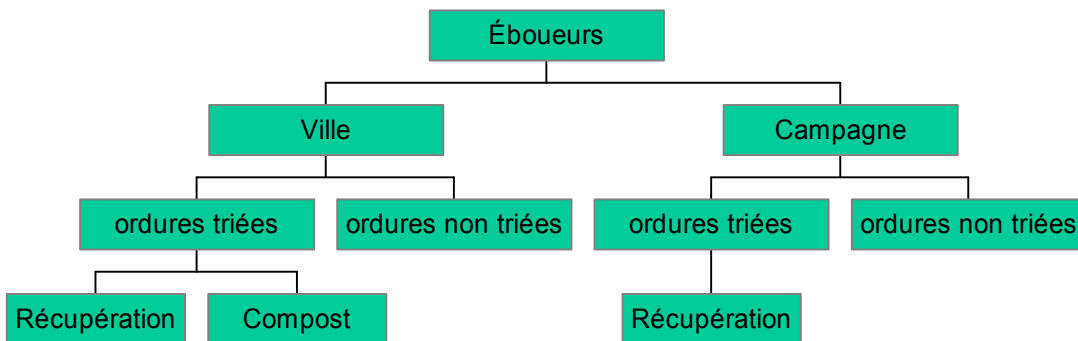 Éboueurs
Ville
Campagne
ordures triées
ordures non triées
ordures triées
ordures non triées
Récupération
Compost
Récupération